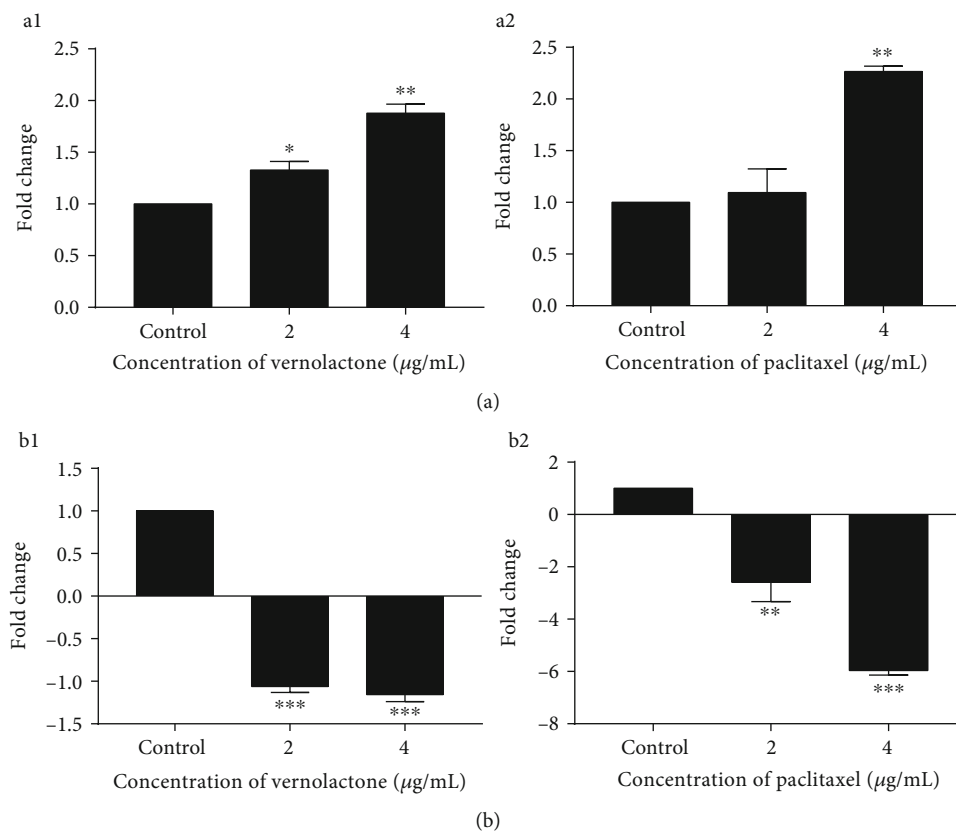 a1
2.5
2.0
1.5
1.0
0.5
0.0
Fold change
*
**
Control 2 4
Concentration of vernolactone (μg/mL)
a2
2.5
2.0
1.5
1.0
0.5
0.0
Fold change
**
Control 2 4
Concentration of paclitaxel (μg/mL)
(a)
b1
1.5
1.0
0.5
0.0
–0.5
–1.0
–1.5
Fold change
***
***
Control 2 4
Concentration of vernolactone (μg/mL)
b2
2
0
–2
–4
–6
–8
Fold change
**
***
Control 2 4
Concentration of paclitaxel (μg/mL)
(b)